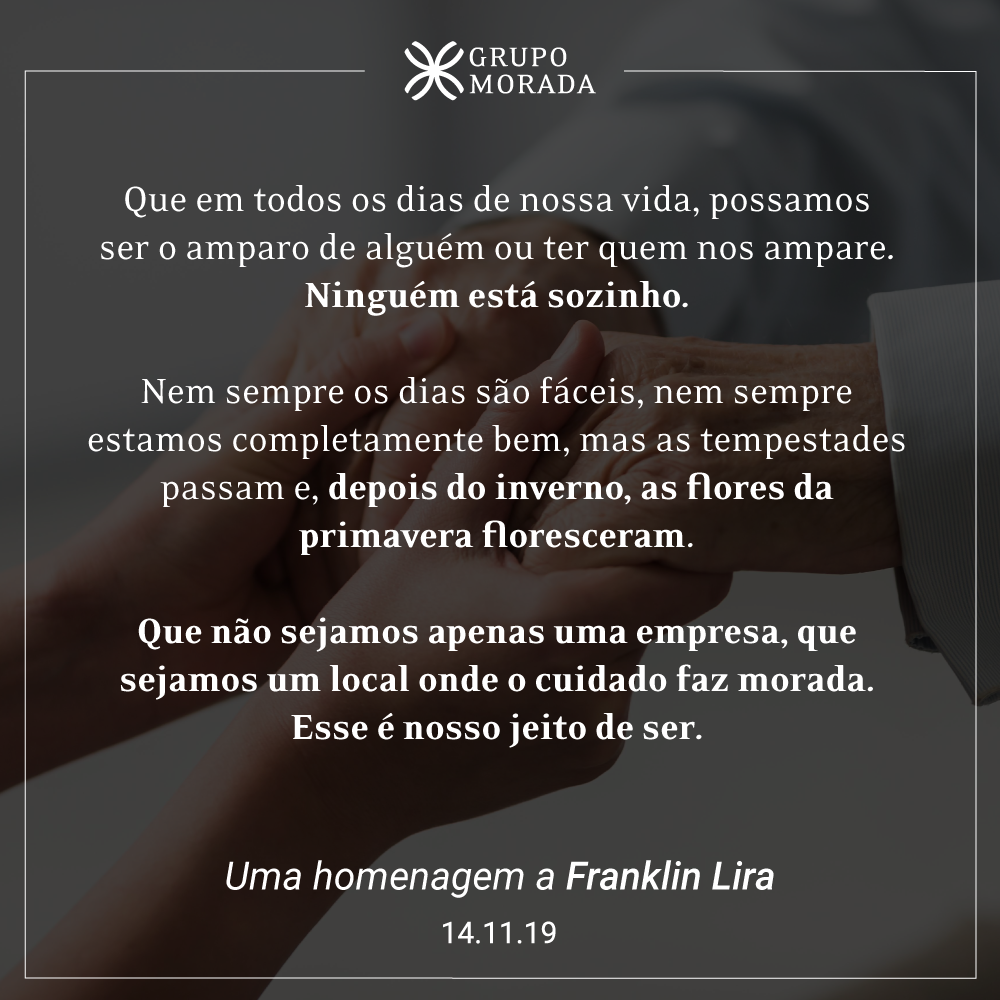 GRUPO
MORADA
Que em todos os dias de nossa vida, possamos
ser o amparo de alguém ou ter quem nos ampare.
Ninguém está sozinho.
Nem sempre os dias são fáceis, nem sempre
estamos completamente bem, mas as tempestades
passam e, depois do inverno, as flores da
primavera floresceram.
Que não sejamos apenas uma empresa, que
sejamos um local onde o cuidado faz morada.
Esse é nosso jeito de ser.
Uma homenagem a Franklin Lira
14.11.19